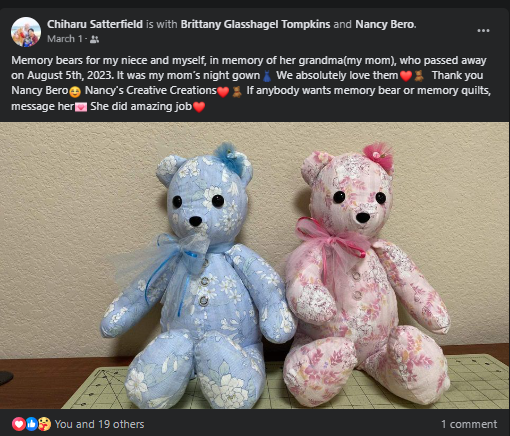 Chiharu Satterfield is with Brittany Glasshagel Tompkins and Nancy Bero.
March 1 ·
Memory bears for my niece and myself, in memory of her grandma(my mom), who passed away
on August 5th, 2023. It was my mom's night gown👗 We absolutely love them❤️🧸 Thank you
Nancy Bero😊 Nancy's Creative Creations❤️🧸 If anybody wants memory bear or memory quilts,
message her💌 She did amazing job❤️
You and 19 others
1 comment